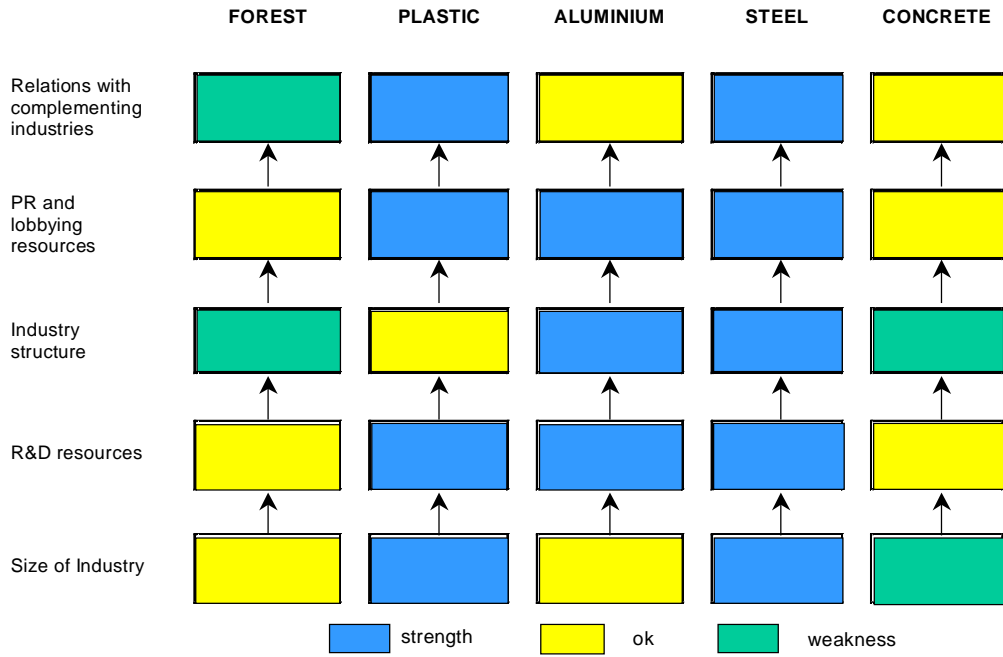 FOREST PLASTIC ALUMINIUM STEEL CONCRETE
Relations with
complementing
industries
PR and
lobbying
resources
Industry
structure
R&D resources
Size of Industry
strength ok weakness